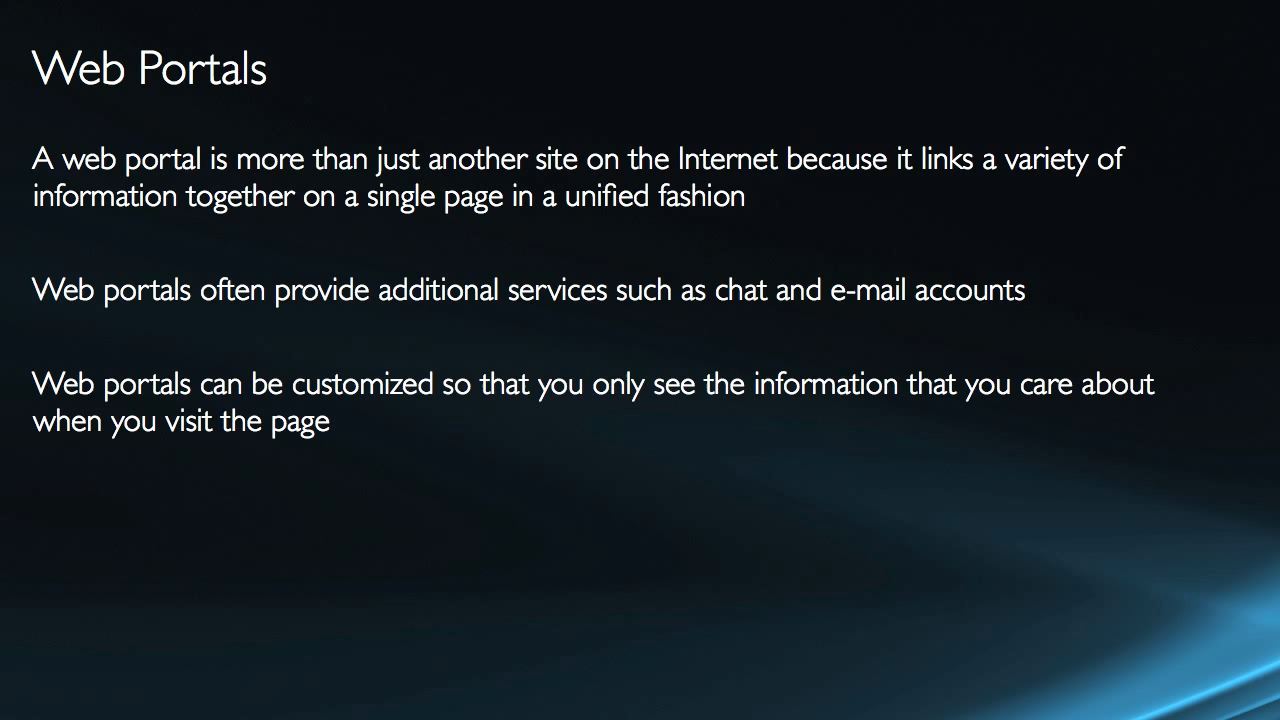 Web Portals
A web portal is more than just another site on the Internet because it links a variety of
information together on a single page in a unified fashion
Web portals often provide additional services such as chat and e-mail accounts
Web portals can be customized so that you only see the information that you care about
when you visit the page